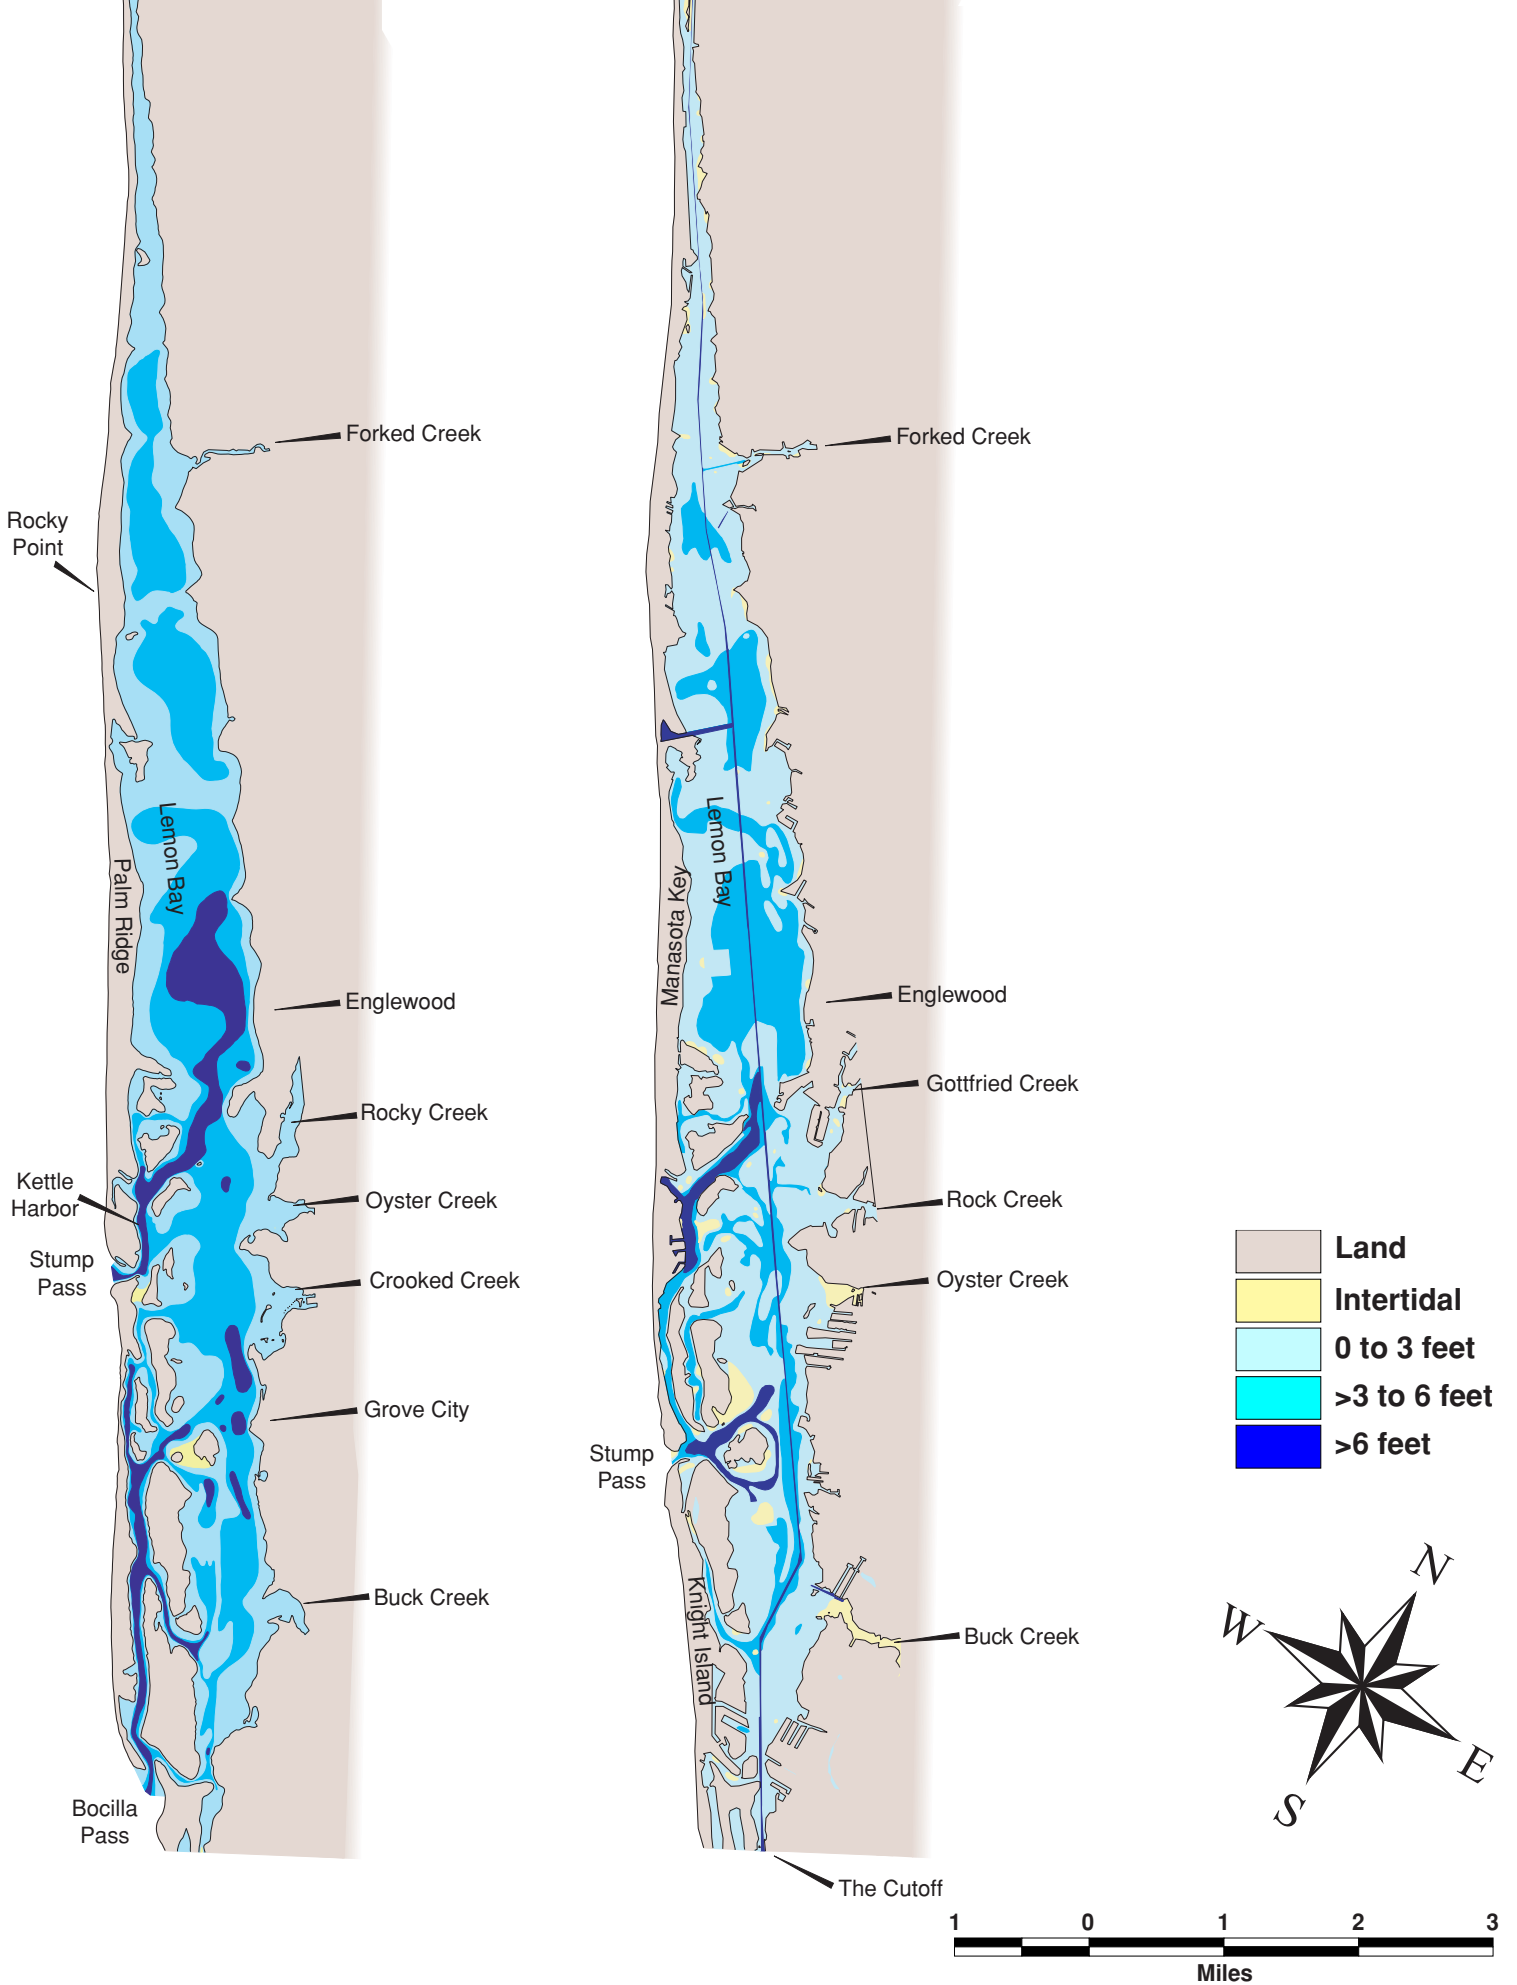 Forked Creek
Rocky
Point
Lemon Bay
Palm Ridge
Englewood
Rocky Creek
Kettle
Harbor
Oyster Creek
Stump
Pass
Crooked Creek
Grove City
Buck Creek
Bocilla
Pass
Forked Creek
Lemon Bay
Manasota Key
Englewood
Gottfried Creek
Rock Creek
Oyster Creek
Stump
Pass
Knight Island
Buck Creek
The Cutoff
Land
Intertidal
0 to 3 feet
>3 to 6 feet
>6 feet
N
W
E
S
1 0 1 2 3
Miles